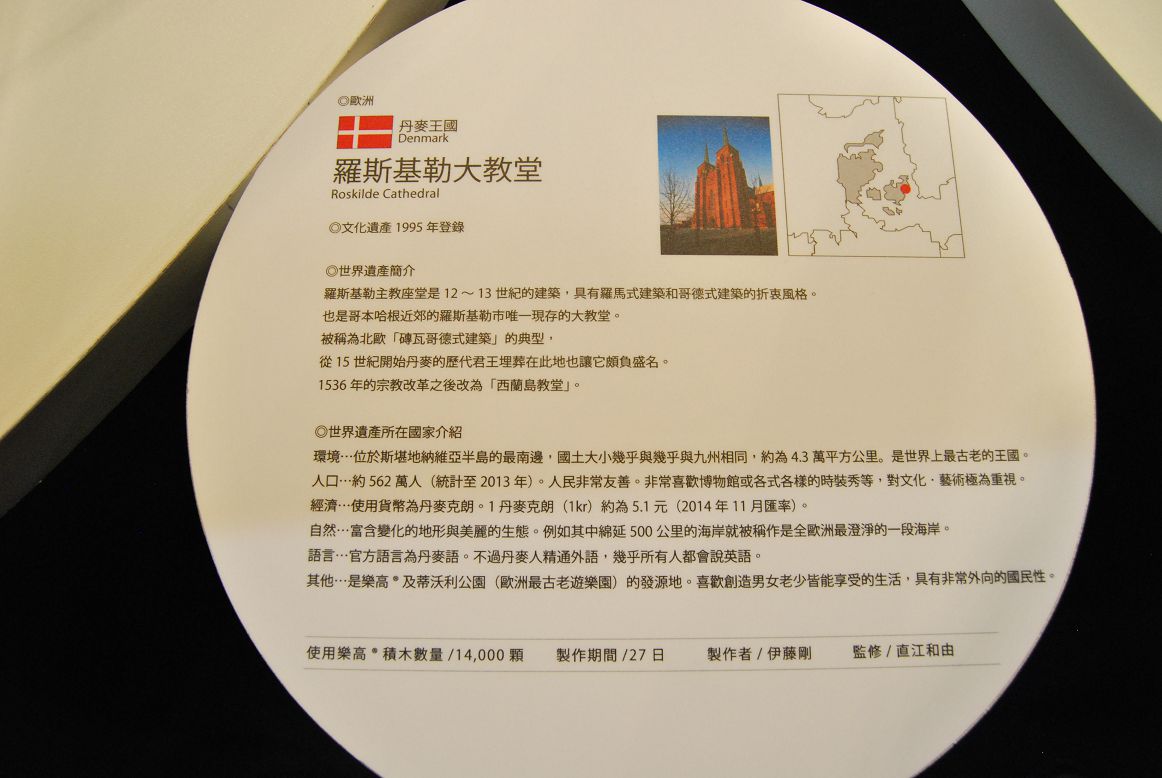 ◎歐洲
丹麥王國
Denmark
羅斯基勒大教堂
Roskilde Cathedral
◎文化遺產 1995 年登錄
◎世界遺產簡介
羅斯基勒主教座堂是 12 ～ 13 世紀的建築，具有羅馬式建築和哥德式建築的折衷風格。
也是哥本哈根近郊的羅斯基勒市唯一現存的大教堂。
被稱為北歐「磚瓦哥德式建築」的典型，
從 15 世紀開始丹麥的歷代君王埋葬在此地也讓它頗負盛名。
1536 年的宗教改革之後改為「西蘭島教堂」。
◎世界遺產所在國家介紹
環境⋯位於斯堪地納維亞半島的最南邊，國土大小幾乎與幾乎與九州相同，約為 4.3 萬平方公里。是世界上最古老的王國。
人口⋯約 562 萬人（統計至 2013 年）。人民非常友善。非常喜歡博物館或各式各樣的時裝秀等，對文化．藝術極為重視。
經濟⋯使用貨幣為丹麥克朗。1 丹麥克朗（1kr）約為 5.1 元（2014 年 11 月匯率）。
自然⋯富含變化的地形與美麗的生態。例如其中綿延 500 公里的海岸就被稱作是全歐洲最澄淨的一段海岸。
語言⋯官方語言為丹麥語。不過丹麥人精通外語，幾乎所有人都會說英語。
其他⋯是樂高 ® 及蒂沃利公園（歐洲最古老遊樂園）的發源地。喜歡創造男女老少皆能享受的生活，具有非常外向的國民性。
使用樂高 ® 積木數量 /14,000 顆 製作期間 /27 日 製作者 / 伊藤剛 監修 / 直江和由